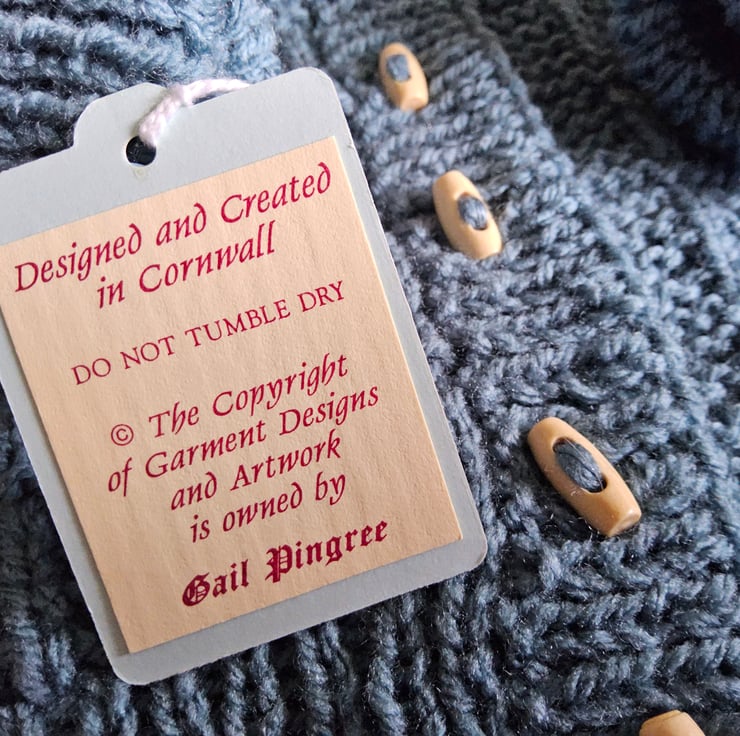 Designed and Created
in Cornwall
DO NOT TUMBLE DRY
© The Copyright
of Garment Designs
and Artwork
is owned by
Gail Pingree